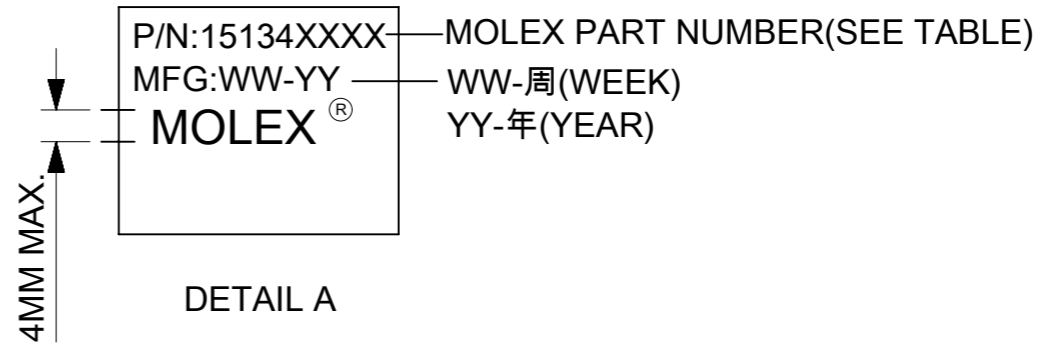 P/N:15134XXXX MOLEX PART NUMBER(SEE TABLE)
MFG:WW-YY WW-周(WEEK)
MOLEX ® YY-年(YEAR)
4MM MAX.
DETAIL A